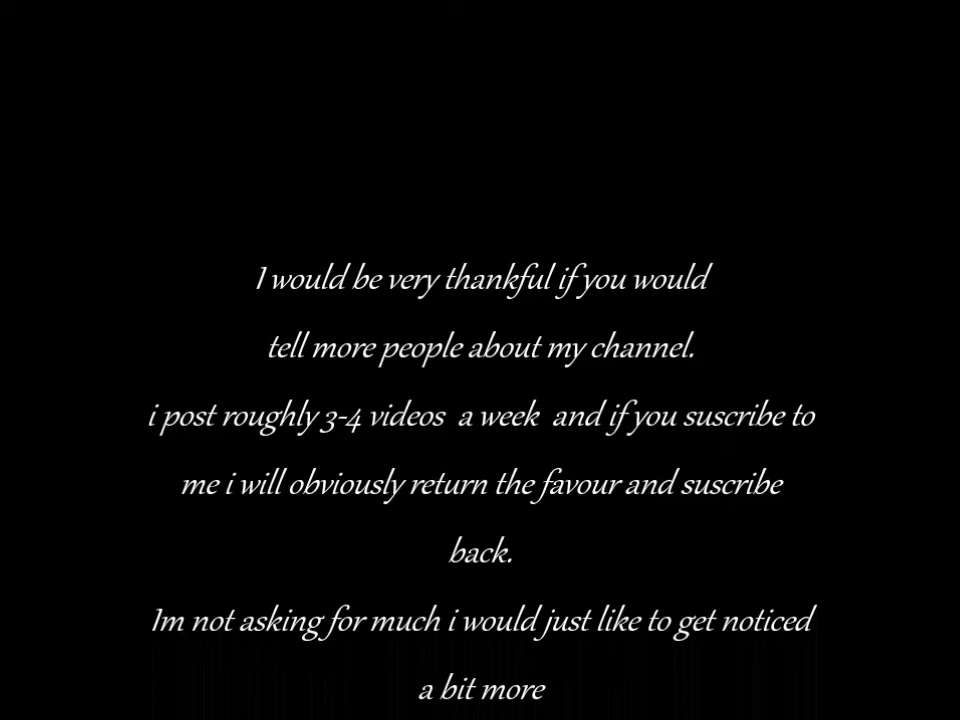 I would be very thankful if you would
tell more people about my channel.
i post roughly 3-4 videos a week and if you suscribe to
me i will obviously return the favour and suscribe
back.
Im not asking for much i would just like to get noticed
a bit more